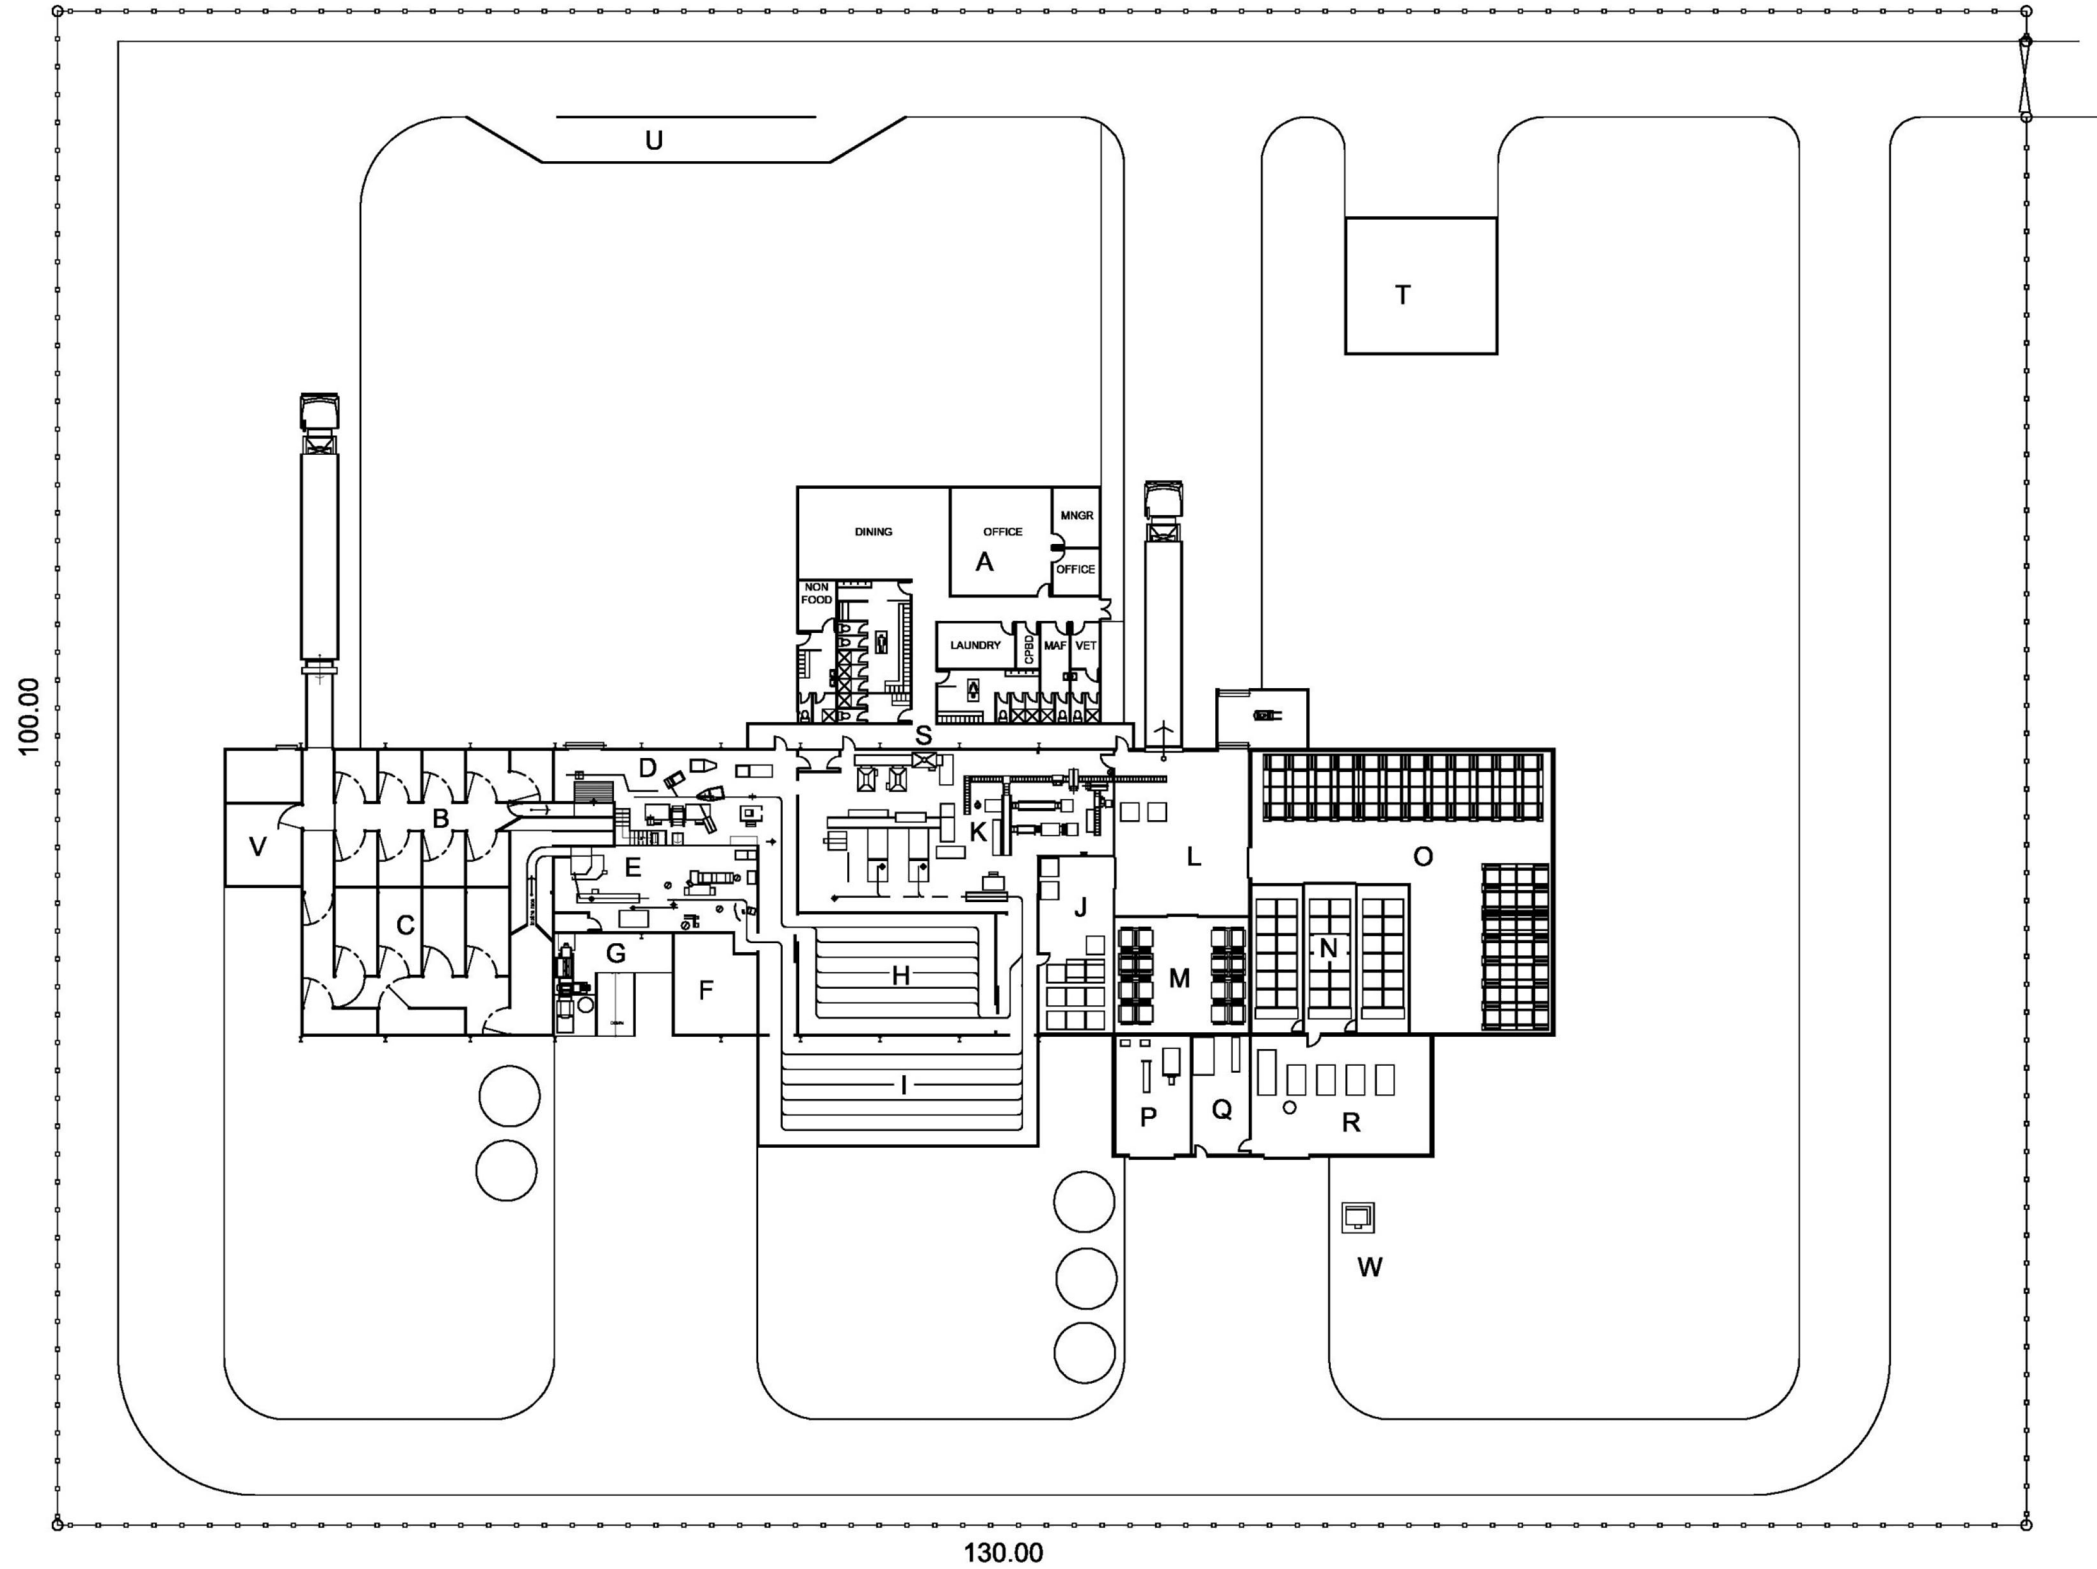 U
T
DINING
OFFICE
MNGR
A
OFFICE
NON
FOOD
LAUNDRY
CPBD
MAF
VET
100.00
S
D
B
K
V
E
L
O
C
J
G
H
N
F
M
I
P
Q
R
W
130.00